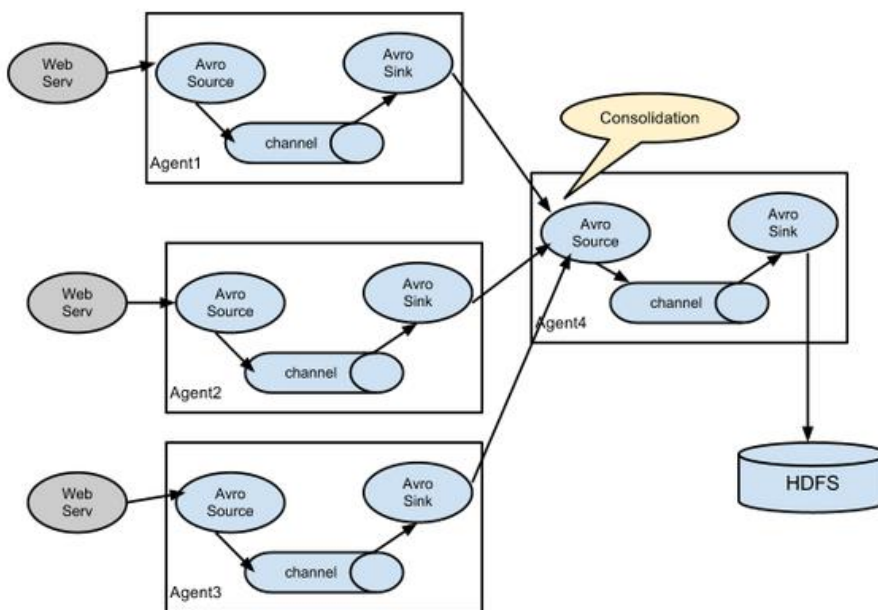 Web
Serv
Avro
Source
Avro
Sink
channel
Agent1
Consolidation
Web
Serv
Avro
Source
Avro
Sink
channel
Agent2
Web
Serv
Avro
Source
Avro
Sink
channel
Agent3
Avro
Source
Avro
Sink
channel
Agent4
HDFS